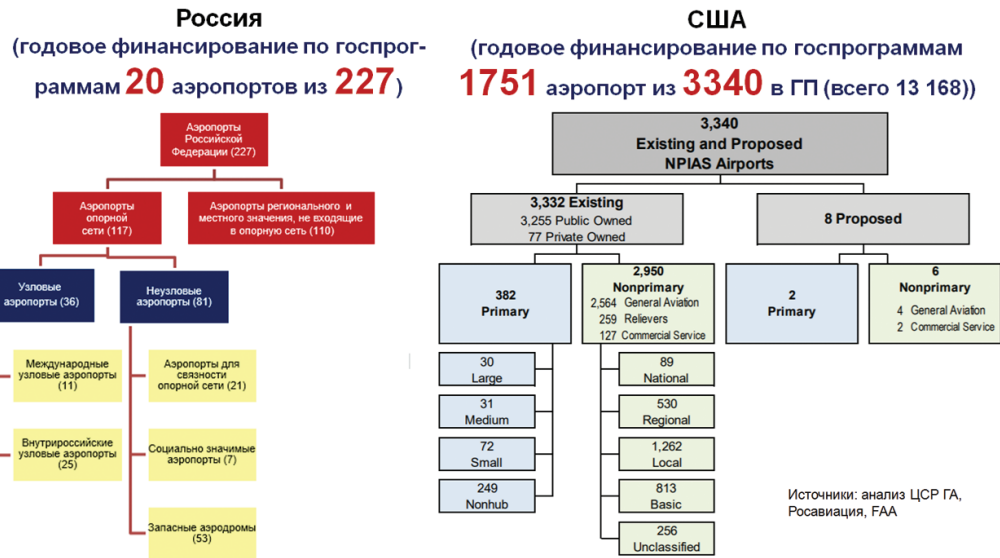 Россия
(годовое финансирование по госпрог-
раммам 20 аэропортов из 227)
Аэропорты
Российской
Федерации (227)
Аэропорты
опорной
сети (117)
Аэропорты регионального и
местного значения, не входящие
в опорную сеть (110)
Узловые
аэропорты (36)
Неузловые
аэропорты (81)
Международные
узловые аэропорты
(11)
Аэропорты для
связности
опорной сети (21)
Внутрироссийские
узловые аэропорты
(25)
Социально значимые
аэропорты (7)
Запасные аэродромы
(53)
США
(годовое финансирование по госпрограммам
1751 аэропорт из 3340 в ГП (всего 13 168))
3,340
Existing and Proposed
NPIAS Airports
3,332 Existing
3,255 Public Owned
77 Private Owned
8 Proposed
382
Primary
2,950
Nonprimary
2,564 General Aviation
259 Relievers
127 Commercial Service
2
Primary
6
Nonprimary
4 General Aviation
2 Commercial Service
30
Large
31
Medium
72
Small
249
Nonhub
89
National
530
Regional
1,262
Local
813
Basic
256
Unclassified
Источники: анализ ЦСР ГА,
Росавиация, FAA